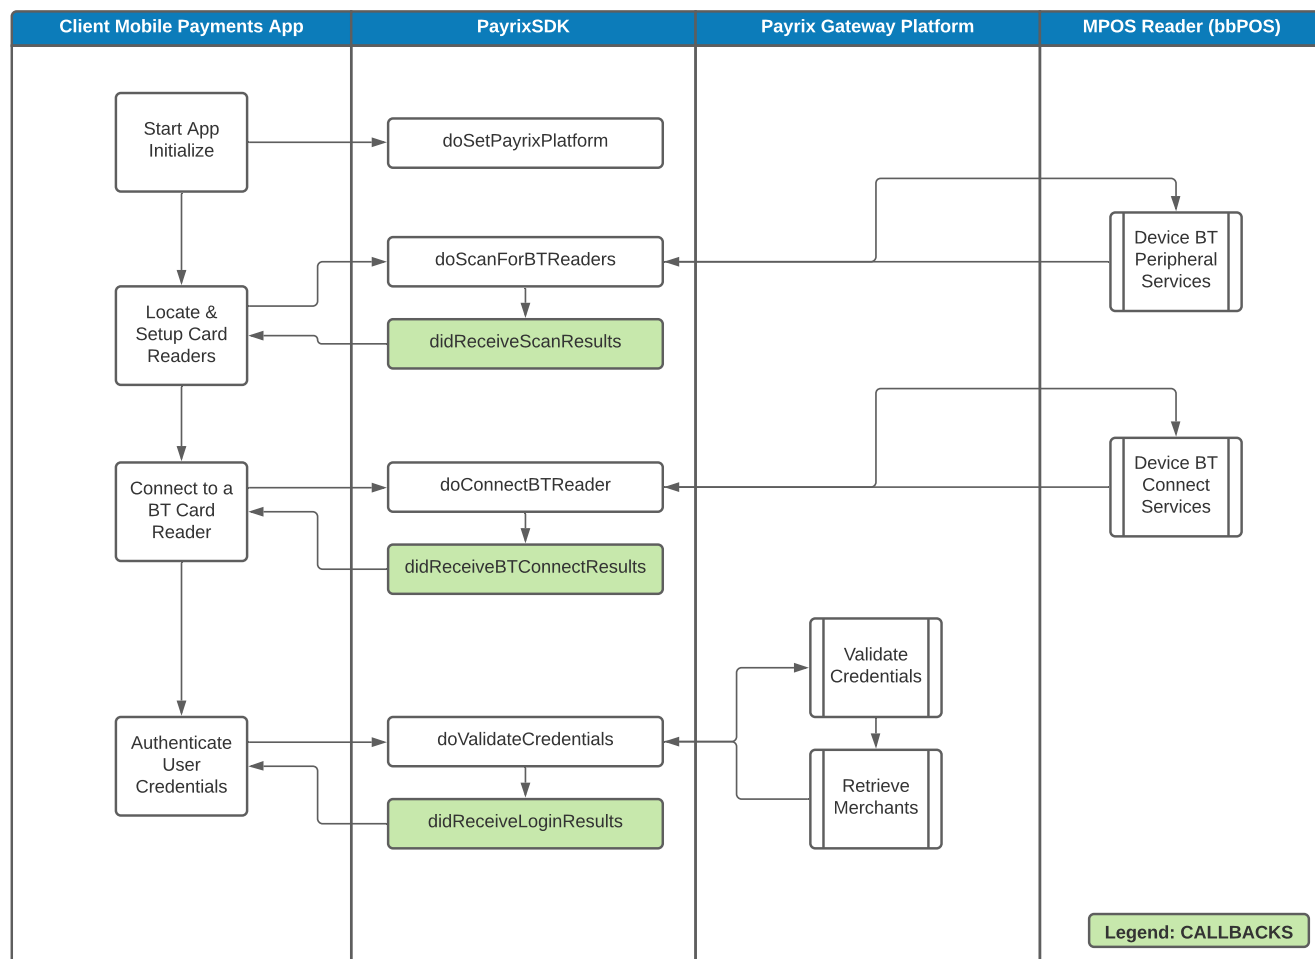 Client Mobile Payments App
PayrixSDK
Payrix Gateway Platform
MPOS Reader (bbPOS)
Start App
Initialize
doSetPayrixPlatform
Device BT
Peripheral
Services
doScanForBTReaders
Locate &
Setup Card
Readers
didReceiveScanResults
Device BT
Connect
Services
Connect to a
BT Card
Reader
doConnectBTReader
didReceiveBTConnectResults
Validate
Credentials
Authenticate
User
Credentials
doValidateCredentials
Retrieve
Merchants
didReceiveLoginResults
Legend: CALLBACKS